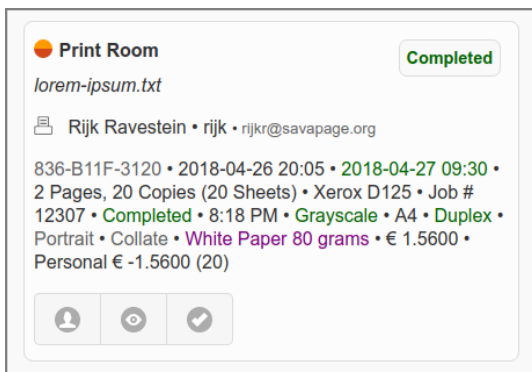 Print Room
Completed
lorem-ipsum.txt
Rijk Ravestein • rijk • rijkr@savapage.org
836-B11F-3120 • 2018-04-26 20:05 • 2018-04-27 09:30 •
2 Pages, 20 Copies (20 Sheets) • Xerox D125 • Job #
12307 • Completed • 8:18 PM • Grayscale • A4 • Duplex •
Portrait • Collate • White Paper 80 grams • € 1.5600 •
Personal € -1.5600 (20)